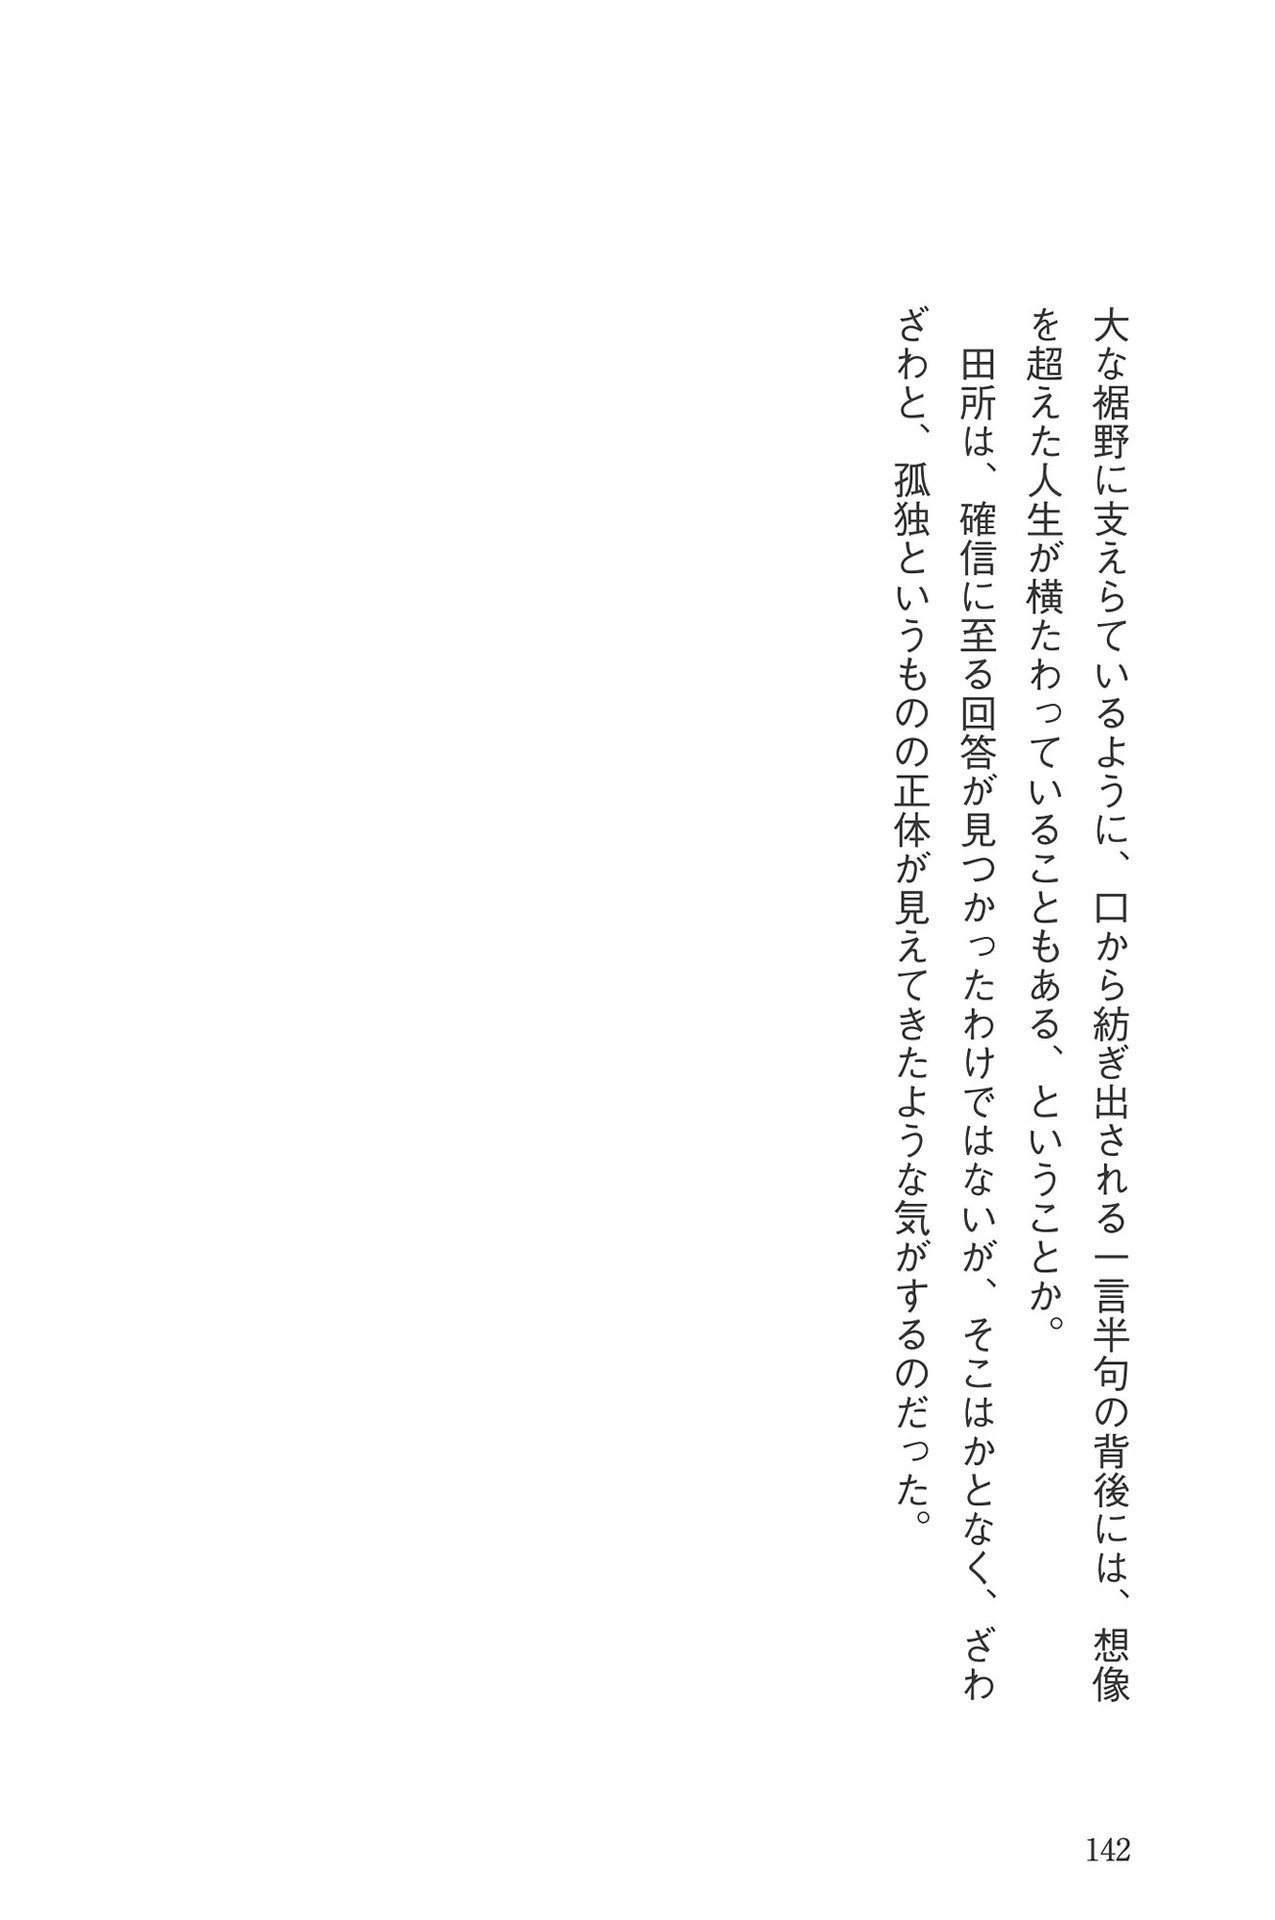 大な裾野に支えらているように、口から紡ぎ出される一言半句の背後には、想像
を超えた人生が横たわっていることもある、ということか。
　田所は、確信に至る回答が見つかったわけではないが、そこはかとなく、ざわ
ざわと、孤独というものの正体が見えてきたような気がするのだった。
142